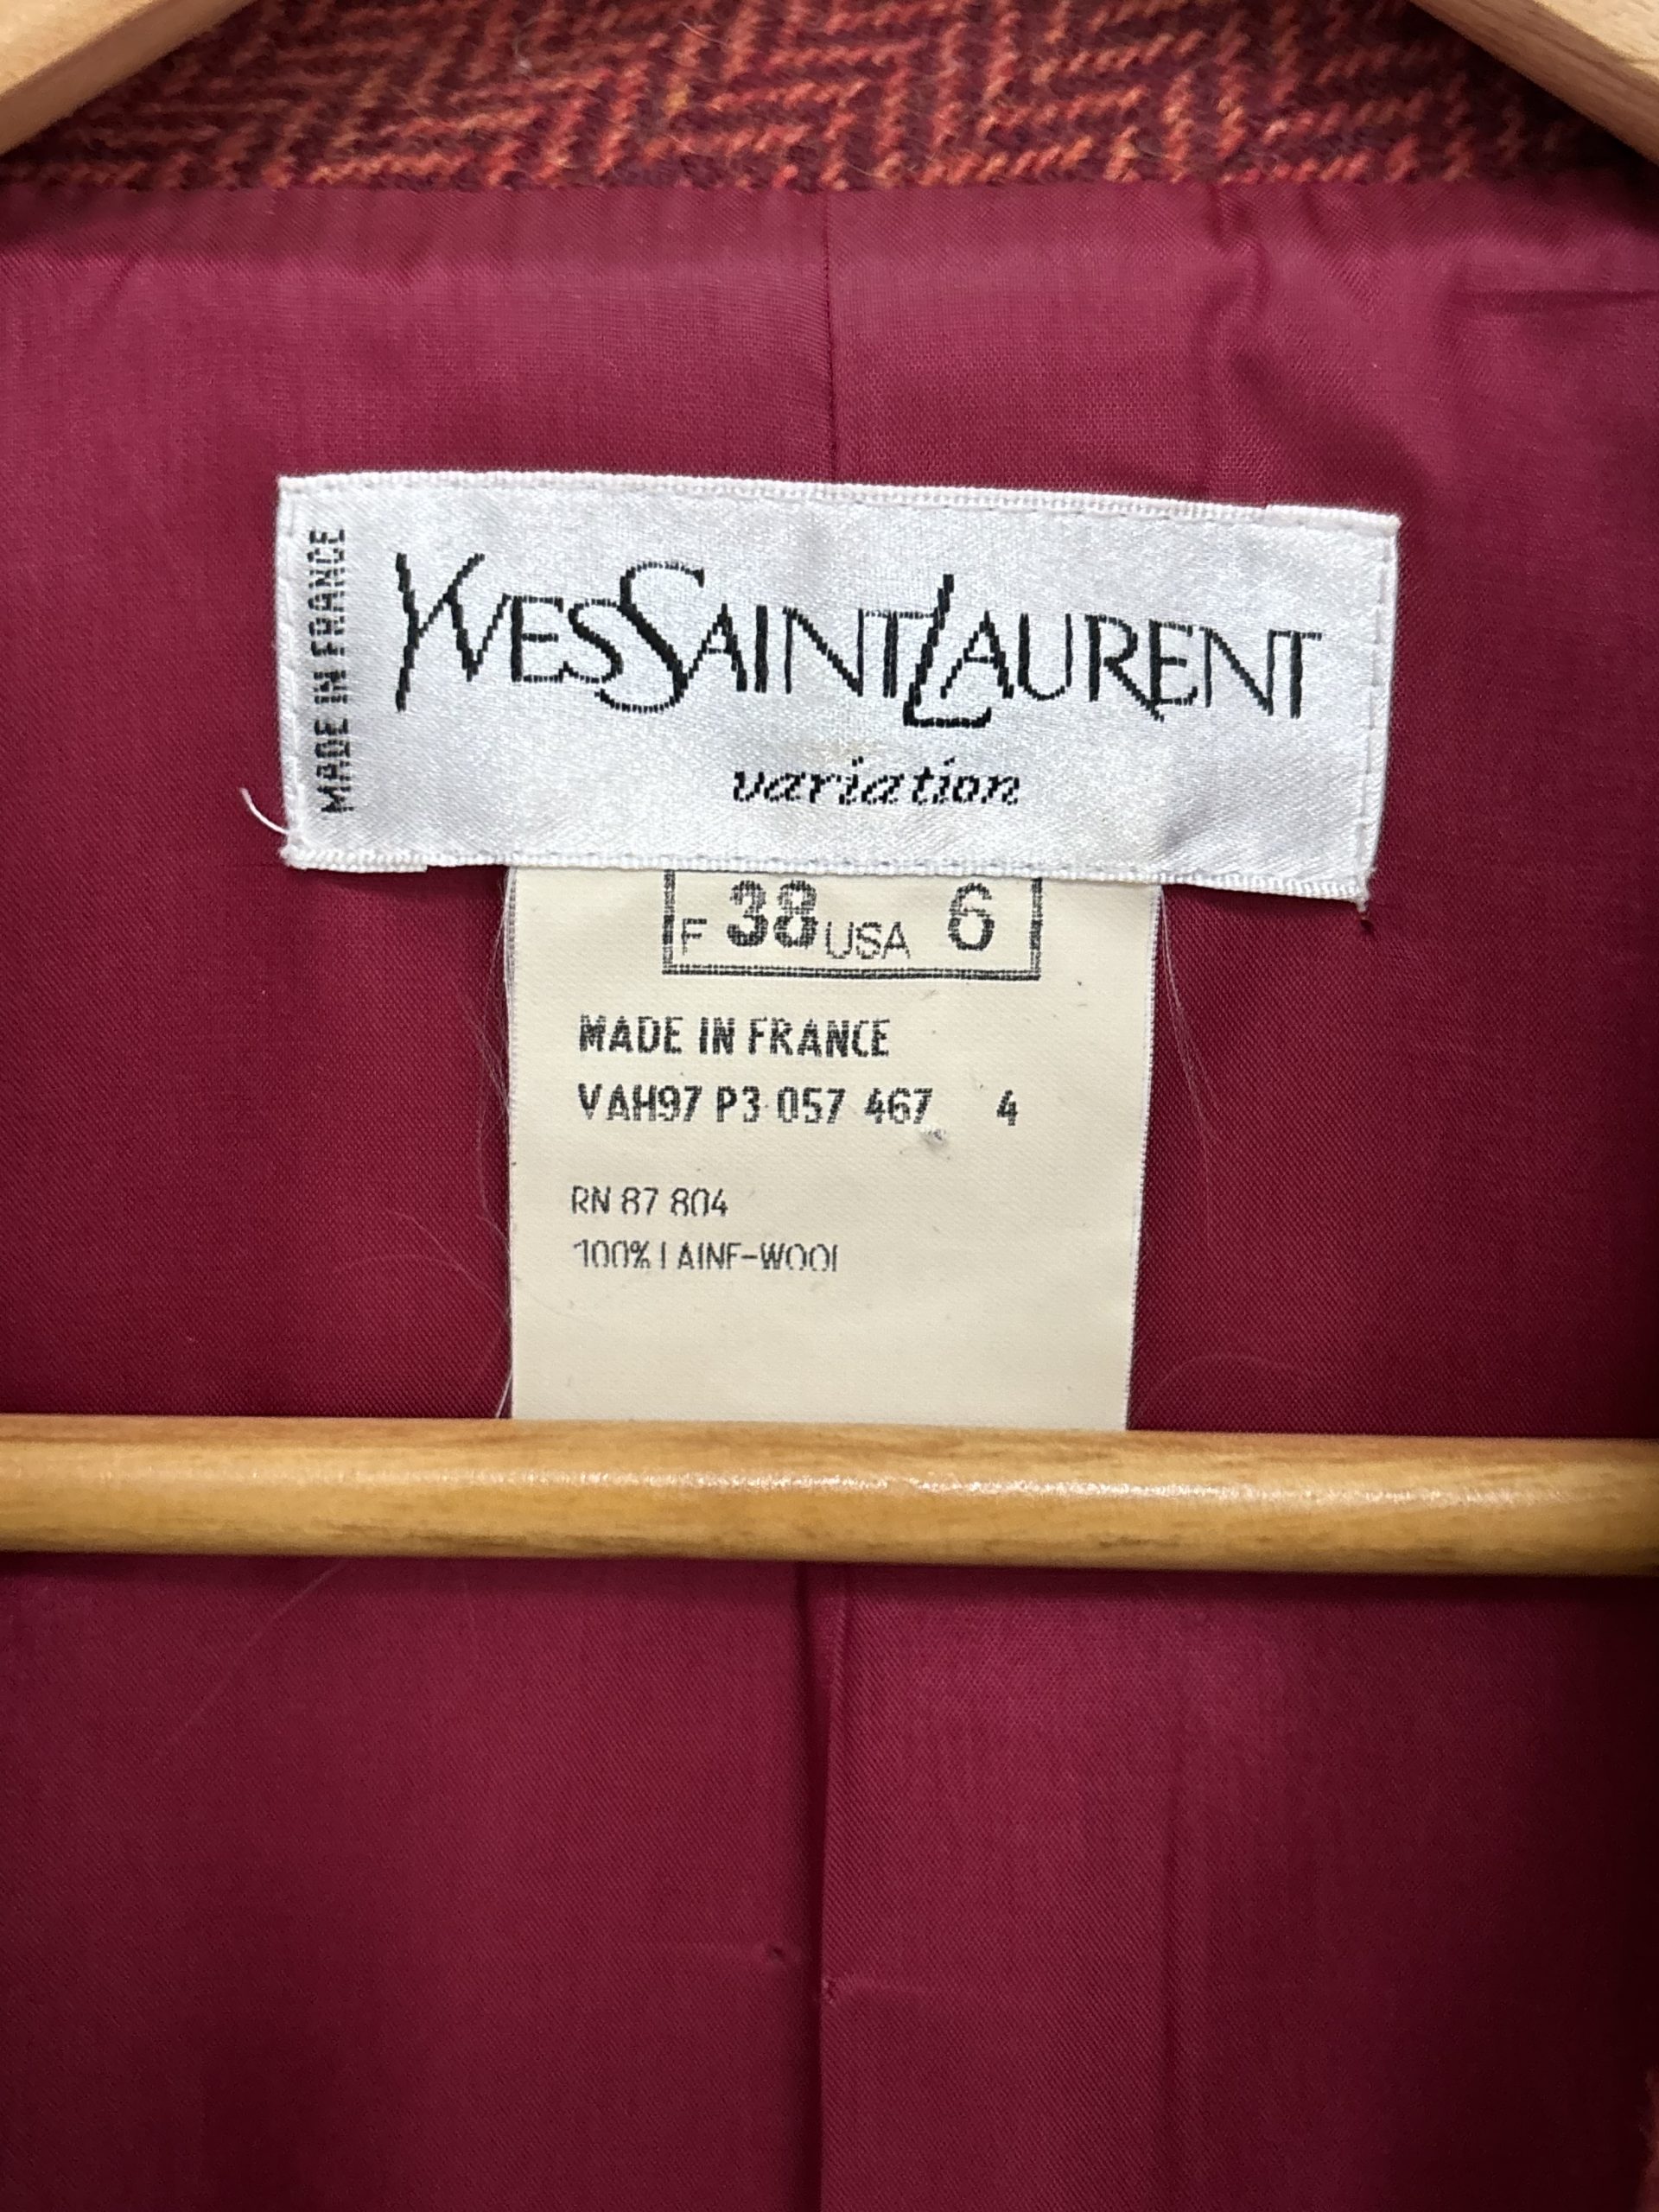 MADE IN FRANCE
YVES SAINT LAURENT
variation
F 38 USA 6
MADE IN FRANCE
VAH97 P3 057 467 4
RN 87 804
100% LAINE-WOOL